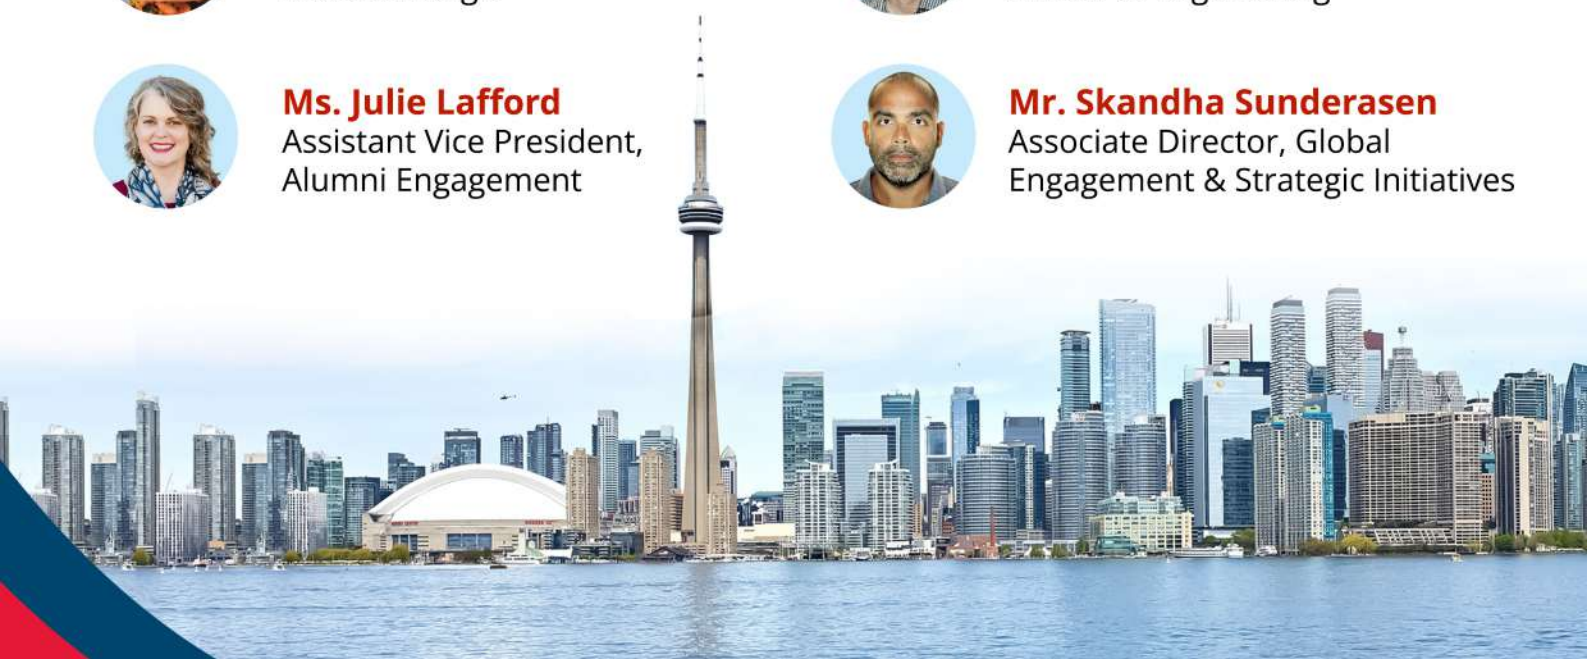 Ms. Julie Lafford
Assistant Vice President,
Alumni Engagement
Mr. Skandha Sunderasen
Associate Director, Global
Engagement & Strategic Initiatives